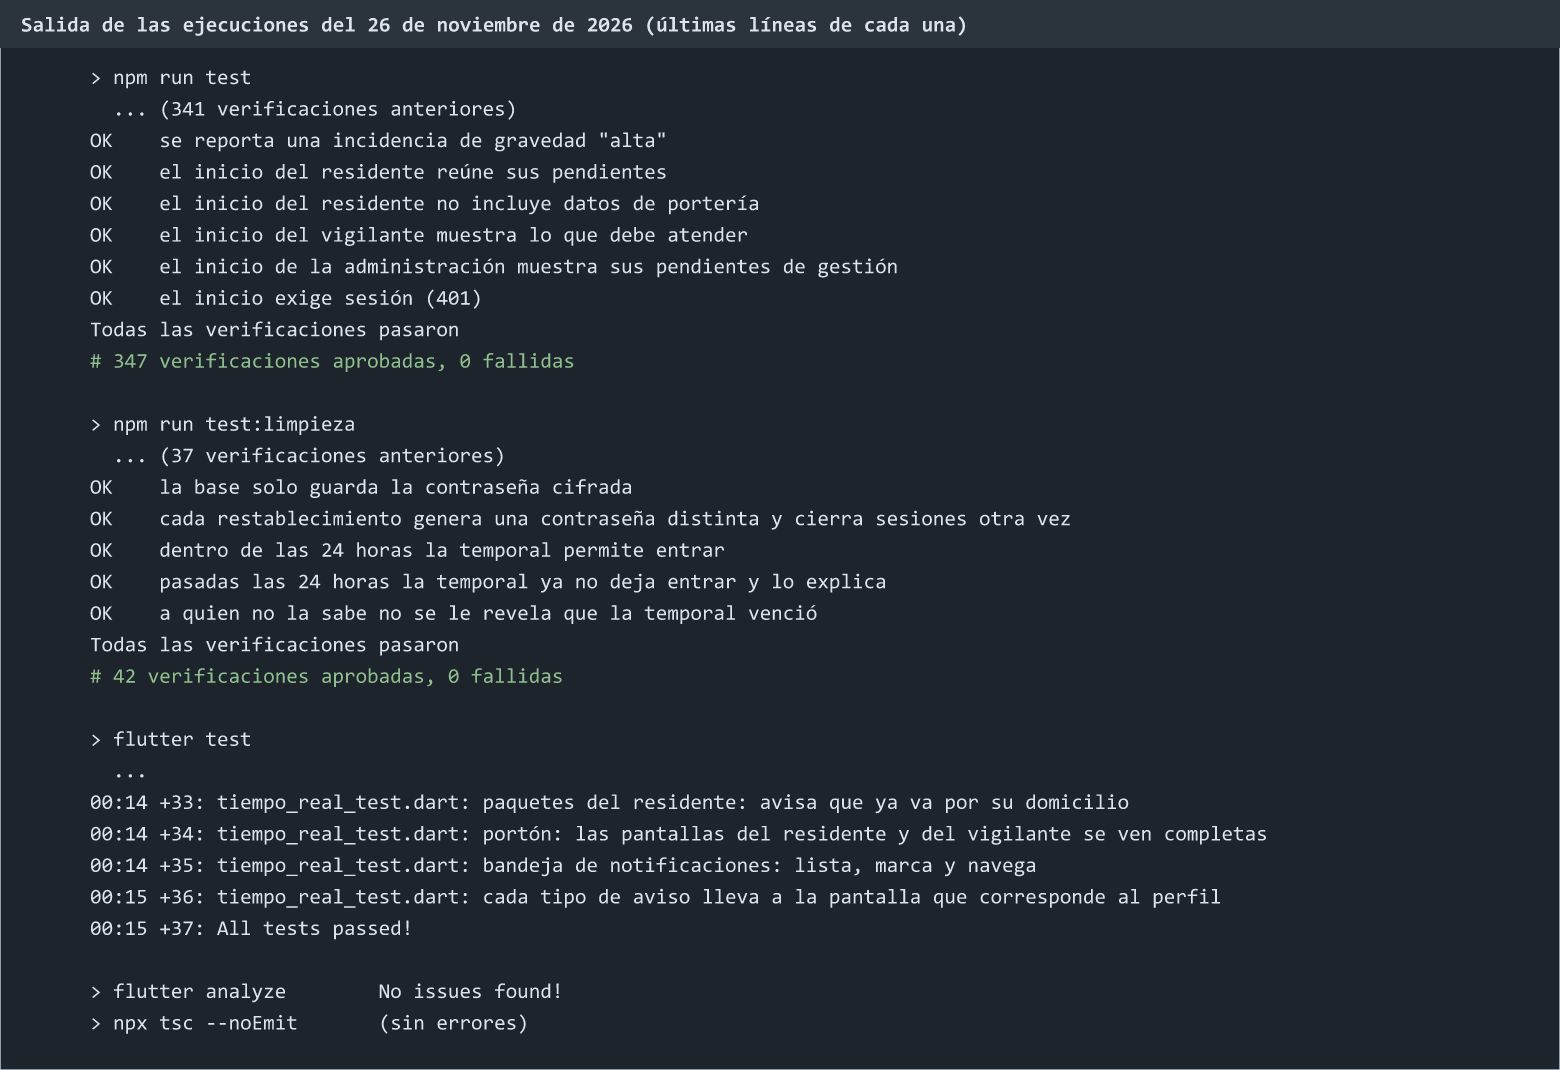 Salida de las ejecuciones del 26 de noviembre de 2026 (últimas líneas de cada una)
> npm run test
... (341 verificaciones anteriores)
OK    se reporta una incidencia de gravedad "alta"
OK    el inicio del residente reúne sus pendientes
OK    el inicio del residente no incluye datos de portería
OK    el inicio del vigilante muestra lo que debe atender
OK    el inicio de la administración muestra sus pendientes de gestión
OK    el inicio exige sesión (401)
Todas las verificaciones pasaron
# 347 verificaciones aprobadas, 0 fallidas
> npm run test:limpieza
... (37 verificaciones anteriores)
OK    la base solo guarda la contraseña cifrada
OK    cada restablecimiento genera una contraseña distinta y cierra sesiones otra vez
OK    dentro de las 24 horas la temporal permite entrar
OK    pasadas las 24 horas la temporal ya no deja entrar y lo explica
OK    a quien no la sabe no se le revela que la temporal venció
Todas las verificaciones pasaron
# 42 verificaciones aprobadas, 0 fallidas
> flutter test
...
00:14 +33: tiempo_real_test.dart: paquetes del residente: avisa que ya va por su domicilio
00:14 +34: tiempo_real_test.dart: portón: las pantallas del residente y del vigilante se ven completas
00:14 +35: tiempo_real_test.dart: bandeja de notificaciones: lista, marca y navega
00:15 +36: tiempo_real_test.dart: cada tipo de aviso lleva a la pantalla que corresponde al perfil
00:15 +37: All tests passed!
> flutter analyze        No issues found!
> npx tsc --noEmit       (sin errores)